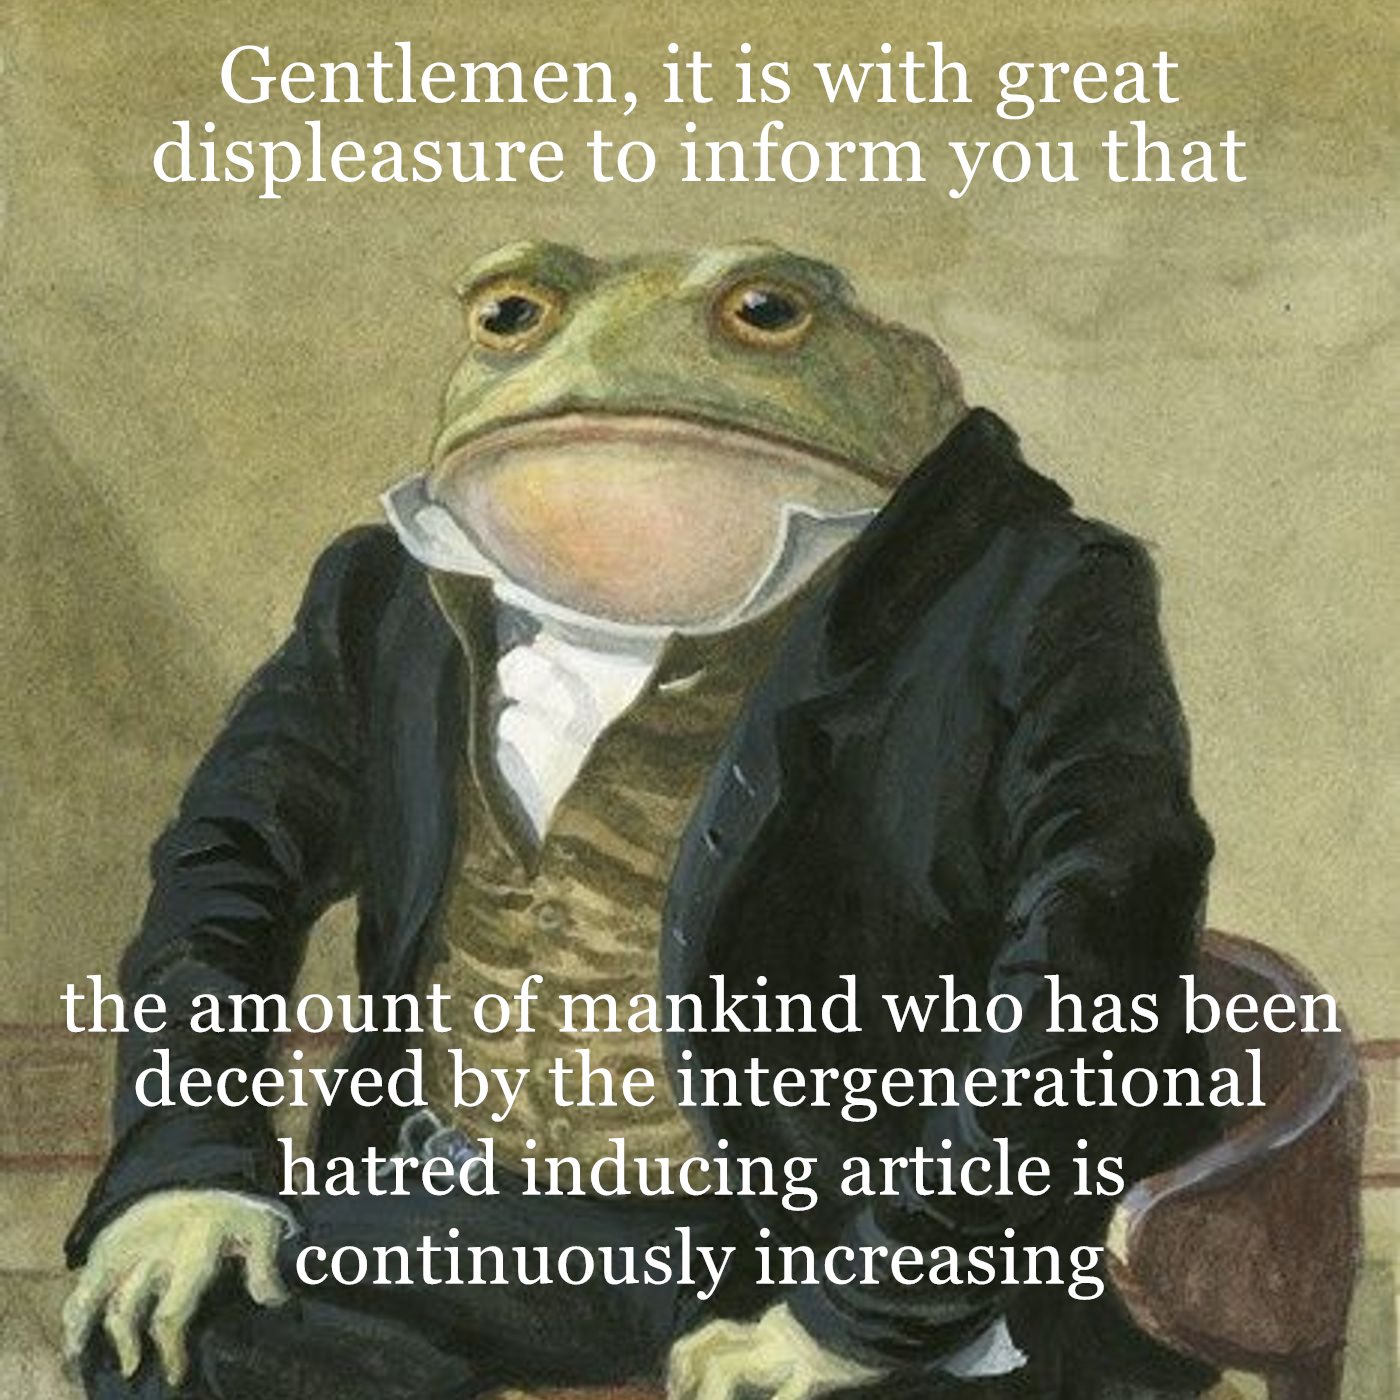 Gentlemen, it is with great
displeasure to inform you that
the amount of mankind who has been
deceived by the intergenerational
hatred inducing article is
continuously increasing